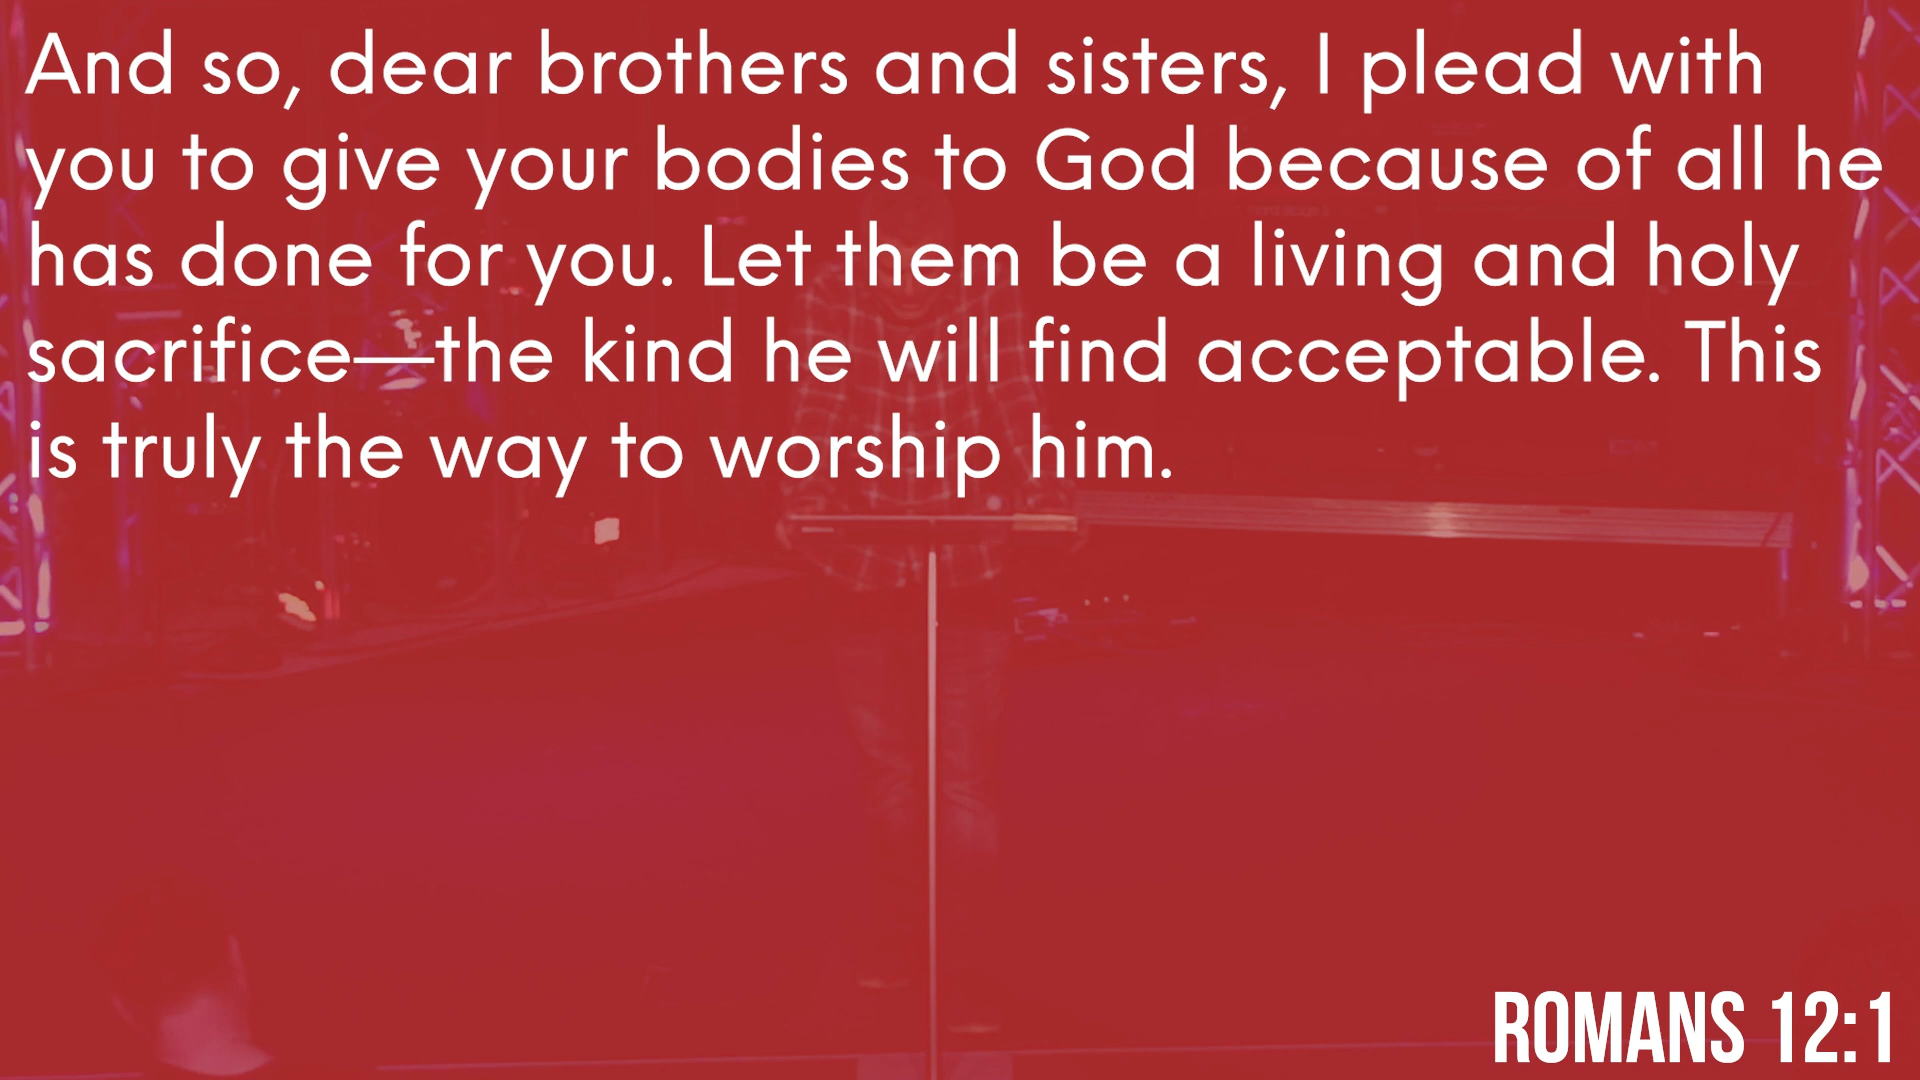 And so, dear brothers and sisters, I plead with
you to give your bodies to God because of all he
has done for you. Let them be a living and holy
sacrifice—the kind he will find acceptable. This
is truly the way to worship him.
ROMANS 12:1